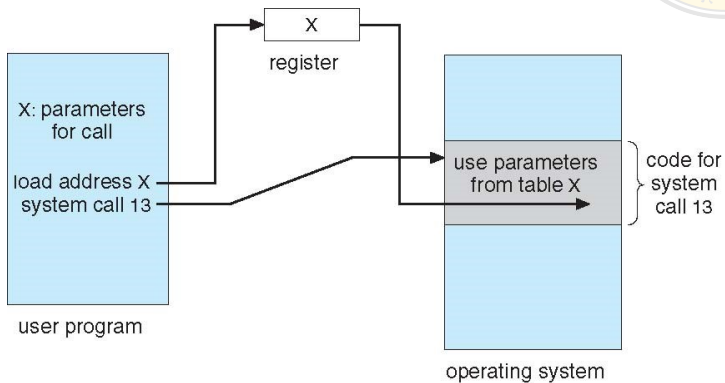 X
register
X: parameters
for call
load address X
system call 13
use parameters
from table X
code for
system
call 13
user program
operating system